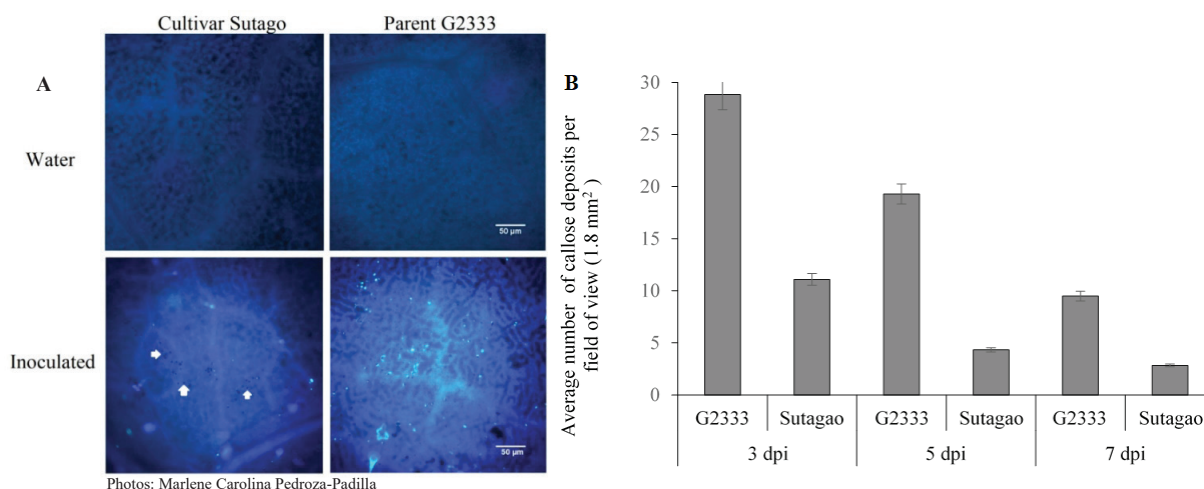 Cultivar Sutago
Parent G2333
A
Water
50 µm
Inoculated
50 µm
Photos: Marlene Carolina Pedroza-Padilla
B
Average number of callose deposits per
field of view (1.8 mm²)
30
25
20
15
10
5
0
G2333 Sutagao G2333 Sutagao G2333 Sutagao
3 dpi 5 dpi 7 dpi